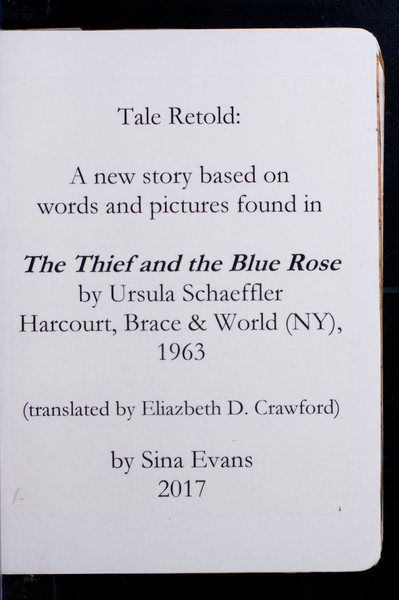 Tale Retold:
A new story based on
words and pictures found in
The Thief and the Blue Rose
by Ursula Schaeffler
Harcourt, Brace & World (NY),
1963
(translated by Eliazbeth D. Crawford)
by Sina Evans
2017